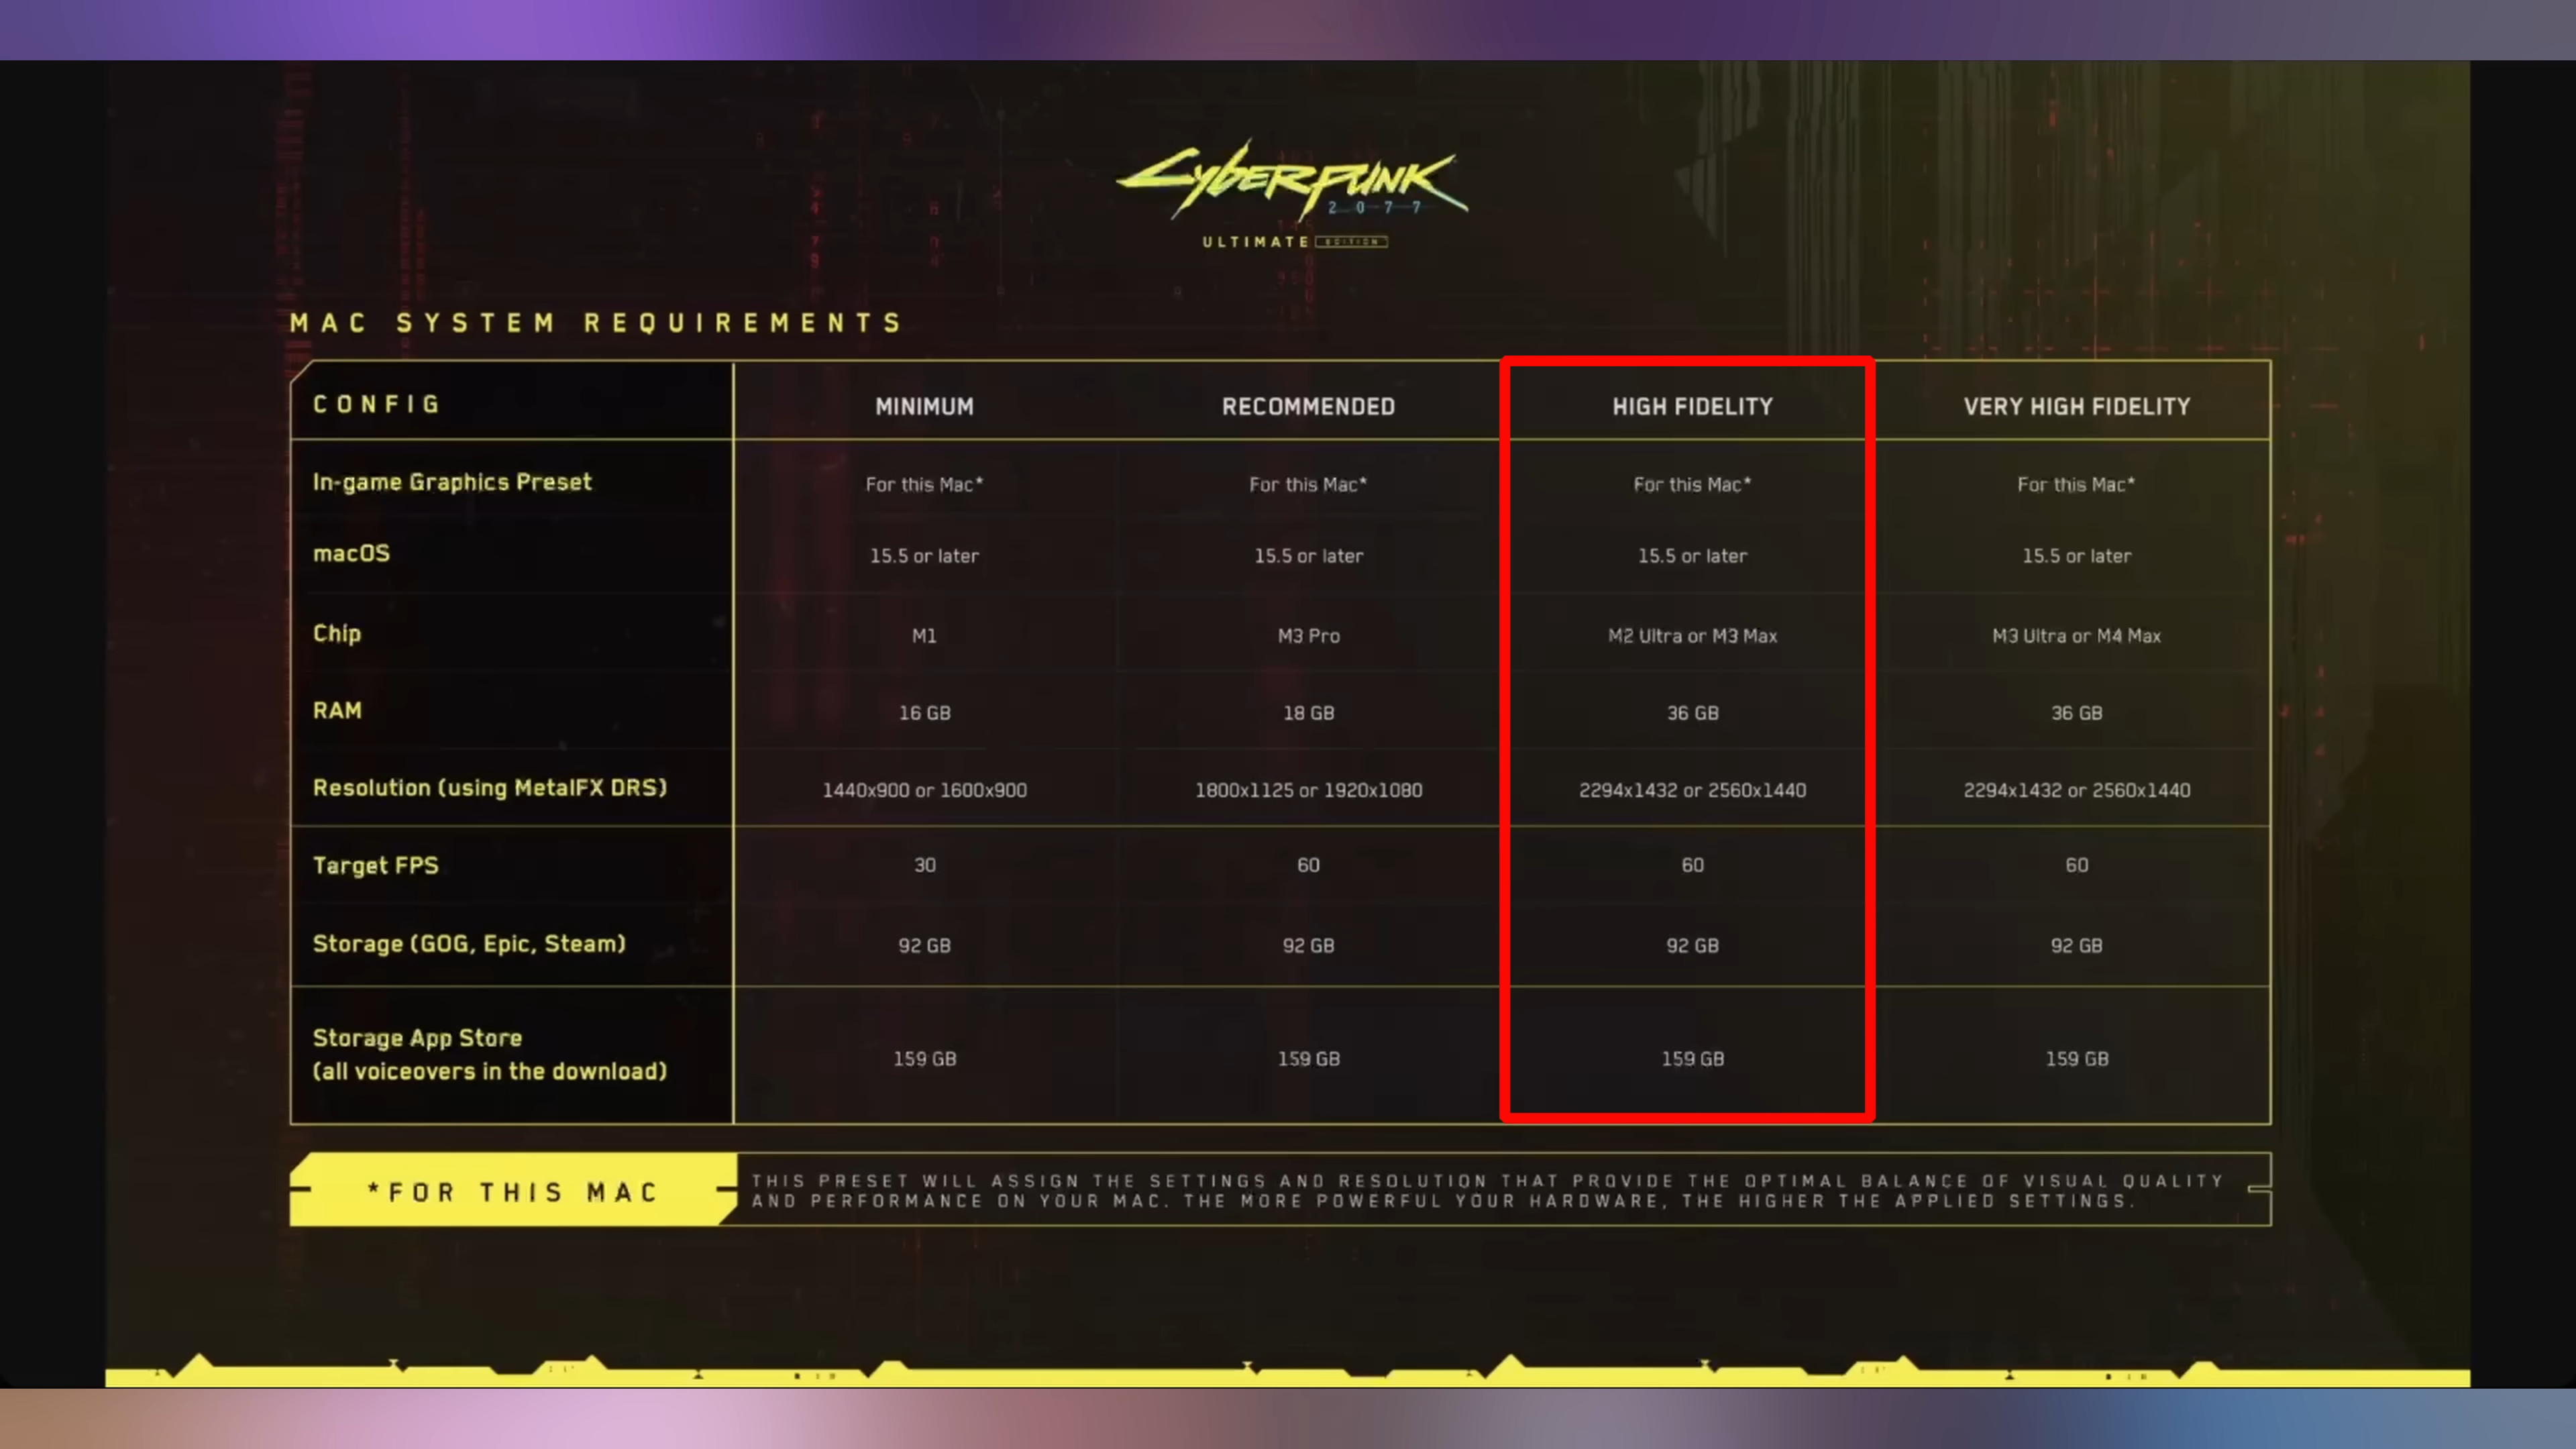 CYBERPUNK
2077
ULTIMATE EDITION
MAC SYSTEM REQUIREMENTS
CONFIG MINIMUM RECOMMENDED HIGH FIDELITY VERY HIGH FIDELITY
In-game Graphics Preset For this Mac* For this Mac* For this Mac* For this Mac*
macOS 15.5 or later 15.5 or later 15.5 or later 15.5 or later
Chip M1 M3 Pro M2 Ultra or M3 Max M3 Ultra or M4 Max
RAM 16 GB 18 GB 36 GB 36 GB
Resolution (using MetalFX DRS) 1440x900 or 1600x900 1800x1125 or 1920x1080 2294x1432 or 2560x1440 2294x1432 or 2560x1440
Target FPS 30 60 60 60
Storage (GOG, Epic, Steam) 92 GB 92 GB 92 GB 92 GB
Storage App Store
(all voiceovers in the download) 159 GB 159 GB 159 GB 159 GB
*FOR THIS MAC
THIS PRESET WILL ASSIGN THE SETTINGS AND RESOLUTION THAT PROVIDE THE OPTIMAL BALANCE OF VISUAL QUALITY
AND PERFORMANCE ON YOUR MAC. THE MORE POWERFUL YOUR HARDWARE, THE HIGHER THE APPLIED SETTINGS.